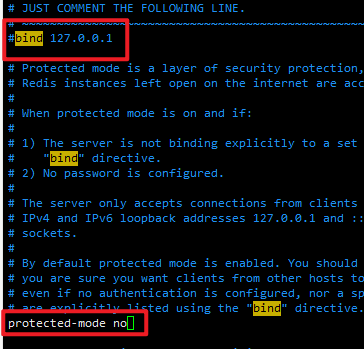 # JUST COMMENT THE FOLLOWING LINE.
# ~~~~~~~~~~~~~~~~~~~~~~~~~~~~~~~~~~~~~~~~~~~~~~~~
#bind 127.0.0.1
#
# Protected mode is a layer of security protection,
# Redis instances left open on the internet are acc
#
# When protected mode is on and if:
#
# 1) The server is not binding explicitly to a set
#    "bind" directive.
# 2) No password is configured.
#
# The server only accepts connections from clients
# IPv4 and IPv6 loopback addresses 127.0.0.1 and ::
# sockets.
#
# By default protected mode is enabled. You should
# you are sure you want clients from other hosts to
# even if no authentication is configured, nor a sp
# are explicitly listed using the "bind" directive.
protected-mode no